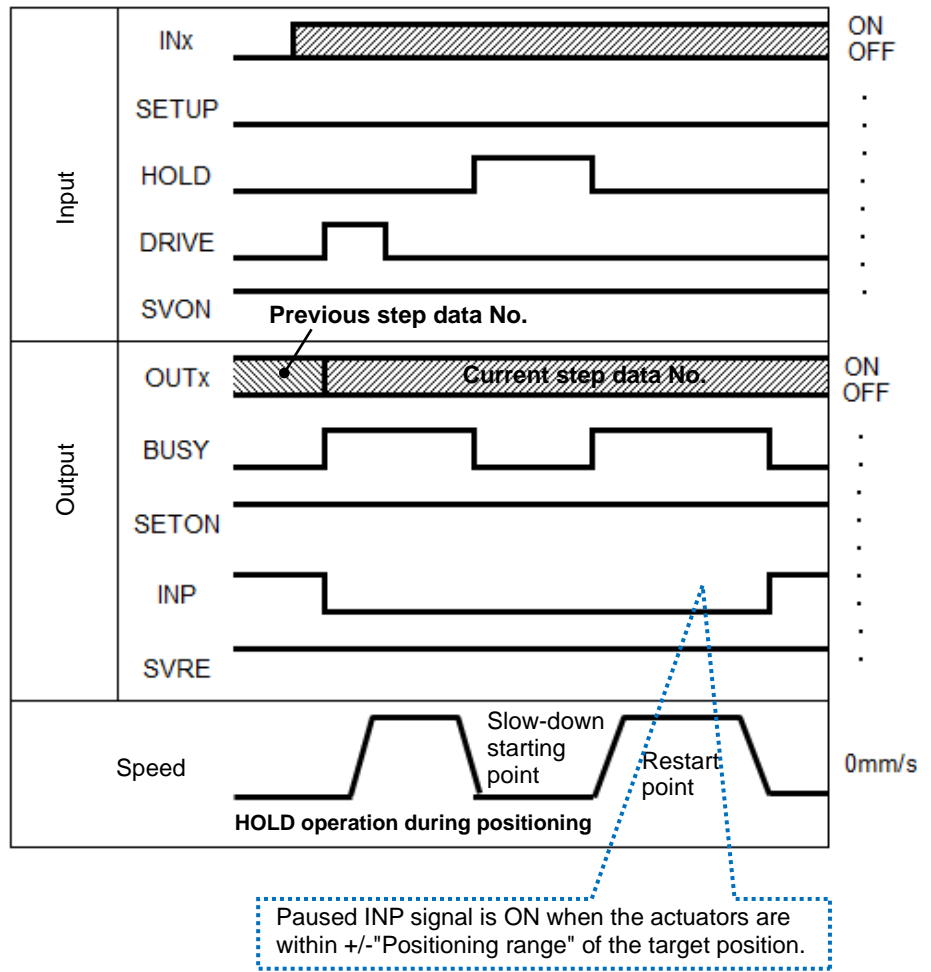 INx
ON
OFF
SETUP
HOLD
Input
DRIVE
SVON
Previous step data No.
OUTx
Current step data No.
ON
OFF
BUSY
Output
SETON
INP
SVRE
Speed
Slow-down
starting
point
Restart
point
0mm/s
HOLD operation during positioning
Paused INP signal is ON when the actuators are
within +/-"Positioning range" of the target position.